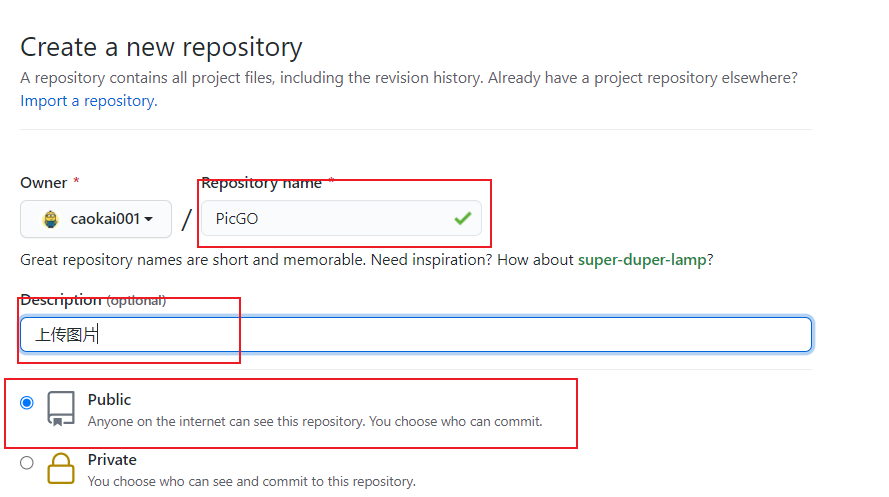 Create a new repository
A repository contains all project files, including the revision history. Already have a project repository elsewhere?
Import a repository.
Owner *
Repository name *
caokai001
/
PicGO
Great repository names are short and memorable. Need inspiration? How about super-duper-lamp?
Description (optional)
上传图片
Public
Anyone on the internet can see this repository. You choose who can commit.
Private
You choose who can see and commit to this repository.